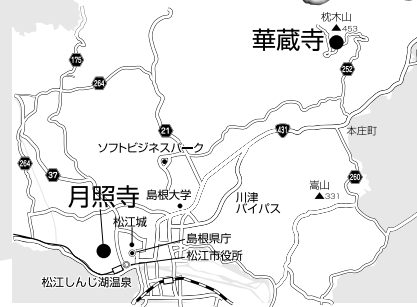 枕木山
453
華蔵寺
175
264
252
21
431
本庄町
ソフトビジネスパーク
264
37
260
嵩山
331
月照寺
島根大学
川津
バイパス
松江城
島根県庁
松江市役所
松江しんじ湖温泉